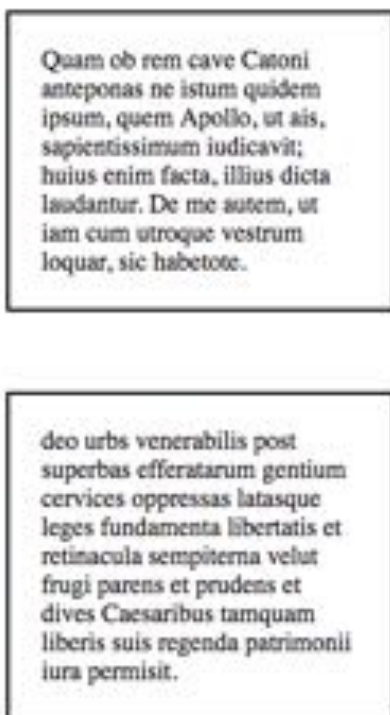 Quam ob rem cave Catoni
anteponas ne istum quidem
ipsum, quem Apollo, ut ais,
sapientissimum iudicavit;
huius enim facta, illius dicta
laudantur. De me autem, ut
iam cum utroque vestrum
loquar, sic habetote.
deo urbs venerabilis post
superbas efferatarum gentium
cervices oppressas latasque
leges fundamenta libertatis et
retinacula sempiterna velut
frugi parens et prudens et
dives Caesaribus tamquam
liberis suis regenda patrimonii
iura permisit.